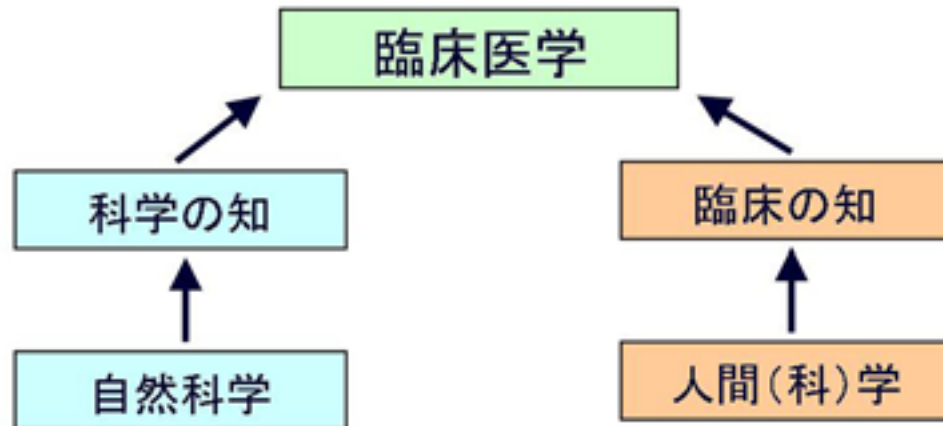 臨床医学
科学の知
臨床の知
自然科学
人間(科)学